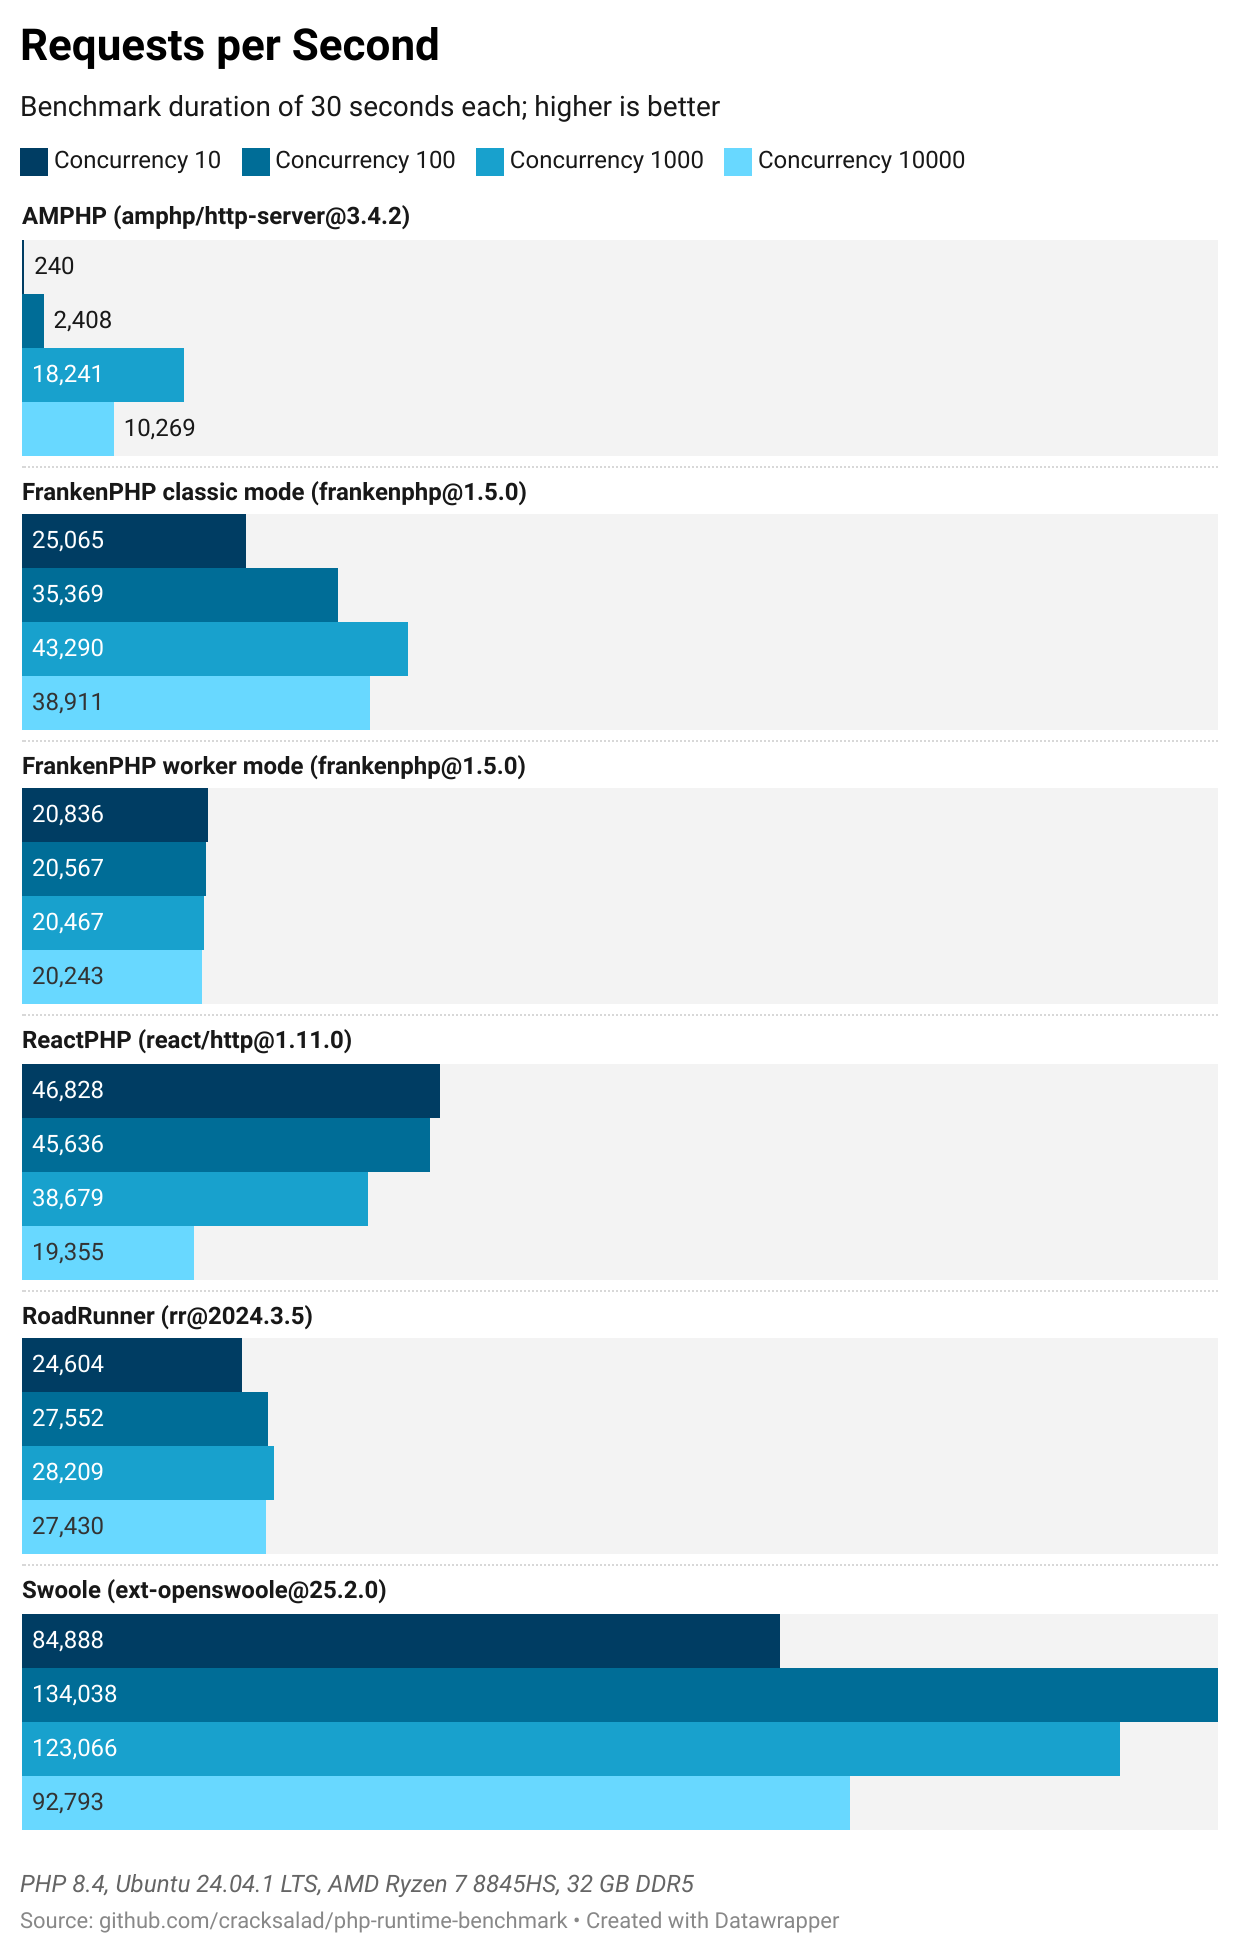 Requests per Second
Benchmark duration of 30 seconds each; higher is better
Concurrency 10 Concurrency 100 Concurrency 1000 Concurrency 10000
AMPHP (amphp/http-server@3.4.2)
240
2,408
18,241
10,269
FrankenPHP classic mode (frankenphp@1.5.0)
25,065
35,369
43,290
38,911
FrankenPHP worker mode (frankenphp@1.5.0)
20,836
20,567
20,467
20,243
ReactPHP (react/http@1.11.0)
46,828
45,636
38,679
19,355
RoadRunner (rr@2024.3.5)
24,604
27,552
28,209
27,430
Swoole (ext-openswoole@25.2.0)
84,888
134,038
123,066
92,793
PHP 8.4, Ubuntu 24.04.1 LTS, AMD Ryzen 7 8845HS, 32 GB DDR5
Source: github.com/cracksalad/php-runtime-benchmark • Created with Datawrapper